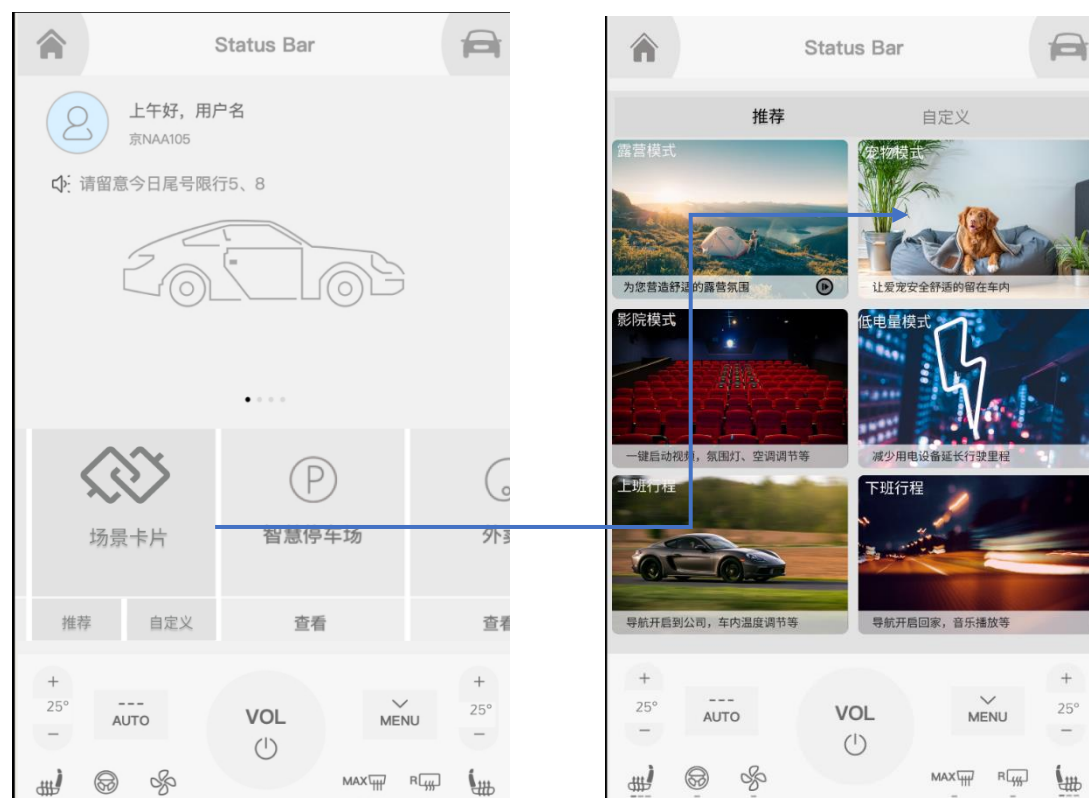 Status Bar
上午好，用户名
京NAA105
请留意今日尾号限行5、8
场景卡片
智慧停车场
外
推荐
自定义
查看
查看
+
25°
−
AUTO
VOL
MENU
+
25°
−
MAX
R
Status Bar
推荐
自定义
露营模式
宠物模式
为您营造舒适的露营氛围
让爱宠安全舒适的留在车内
影院模式
低电量模式
一键启动视频，氛围灯、空调调节等
减少用电设备延长行驶里程
上班行程
下班行程
导航开启到公司，车内温度调节等
导航开启回家，音乐播放等
+
25°
−
AUTO
VOL
MENU
+
25°
−
MAX
R